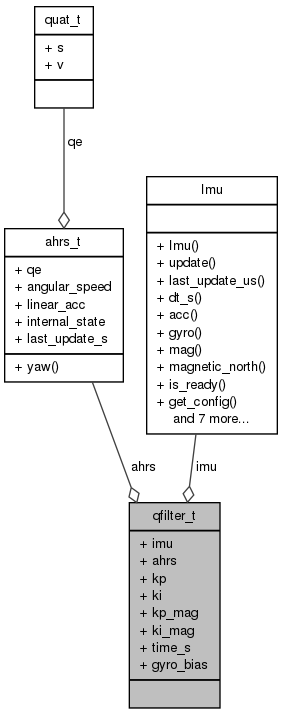 quat_t
+ s
+ v
qe
ahrs_t
+ qe
+ angular_speed
+ linear_acc
+ internal_state
+ last_update_s
+ yaw()
Imu
+ Imu()
+ update()
+ last_update_us()
+ dt_s()
+ acc()
+ gyro()
+ mag()
+ magnetic_north()
+ is_ready()
+ get_config()
and 7 more...
ahrs
imu
qfilter_t
+ imu
+ ahrs
+ kp
+ ki
+ kp_mag
+ ki_mag
+ time_s
+ gyro_bias